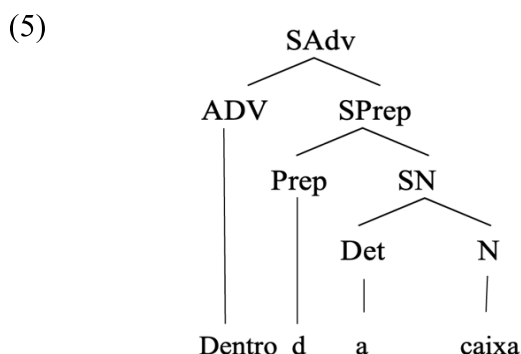 (5)
SAdv
ADV SPrep
Prep SN
Det N
Dentro d a caixa